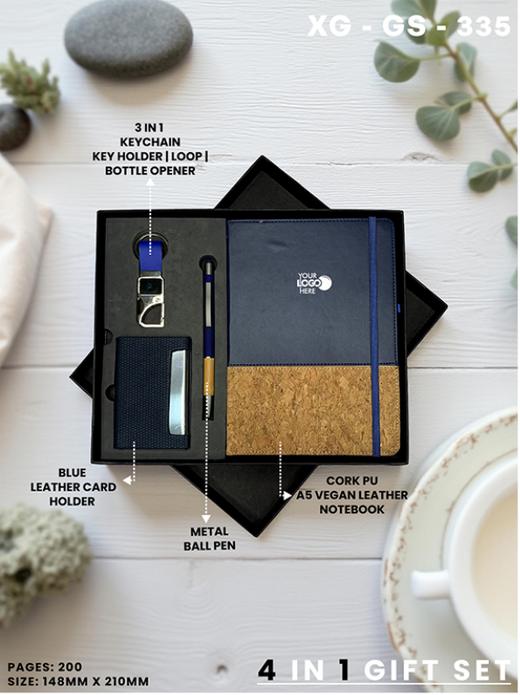 XG - GS - 335
3 IN 1
KEYCHAIN
KEY HOLDER | LOOP |
BOTTLE OPENER
YOUR
LOGO
HERE
BLUE
LEATHER CARD
HOLDER
CORK PU
A5 VEGAN LEATHER
NOTEBOOK
METAL
BALL PEN
PAGES: 200
SIZE: 148MM X 210MM
4 IN 1 GIFT SET